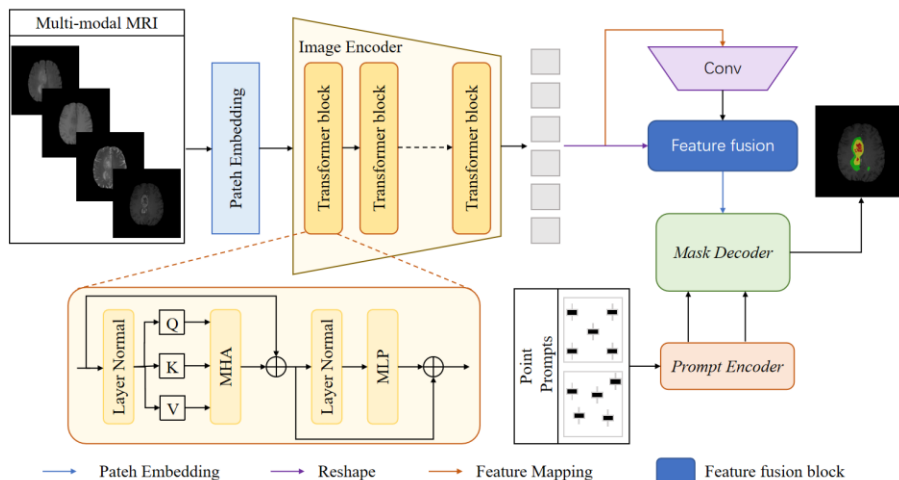 Multi-modal MRI
Pateh Embedding
Image Encoder
Transformer block
Transformer block
Transformer block
Conv
Feature fusion
Mask Decoder
Prompt Encoder
Point
Prompts
Layer Normal
Q
K
V
MHA
Layer Normal
MLP
Pateh Embedding
Reshape
Feature Mapping
Feature fusion block